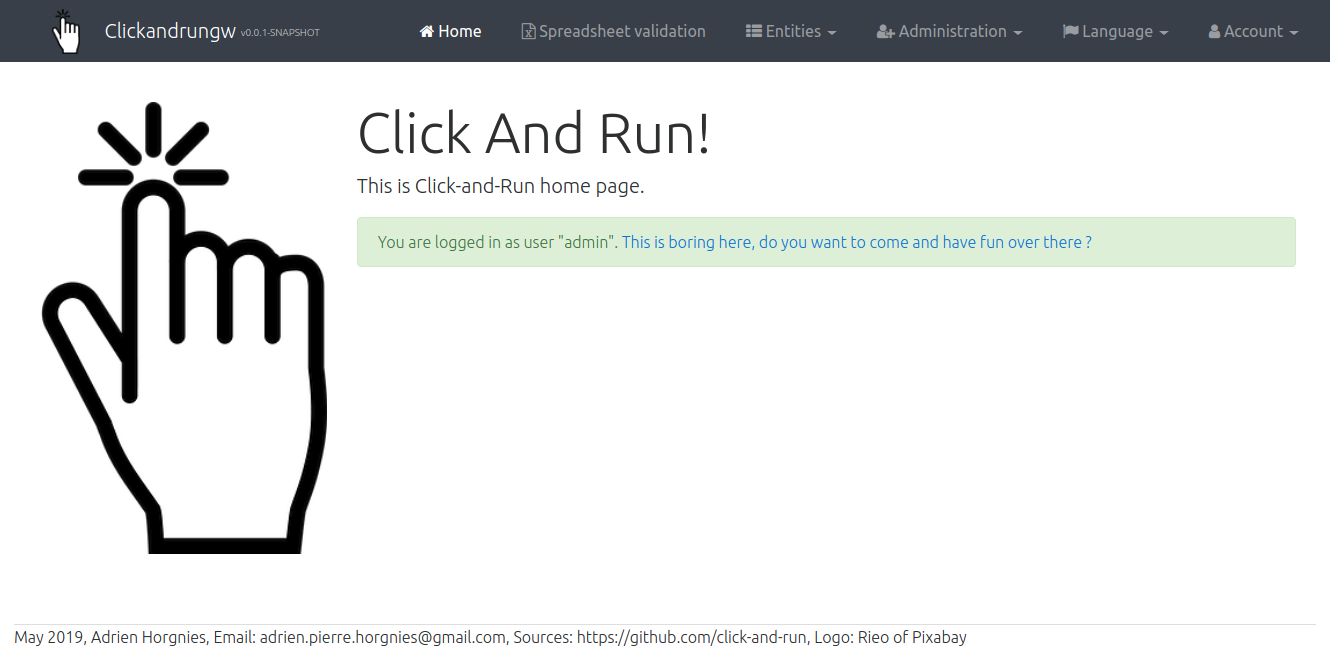 Clickandrungw v0.0.1-SNAPSHOT Home Spreadsheet validation Entities Administration Language Account
Click And Run!
This is Click-and-Run home page.
You are logged in as user "admin". This is boring here, do you want to come and have fun over there ?
May 2019, Adrien Horgnies, Email: adrien.pierre.horgnies@gmail.com, Sources: https://github.com/click-and-run, Logo: Rieo of Pixabay